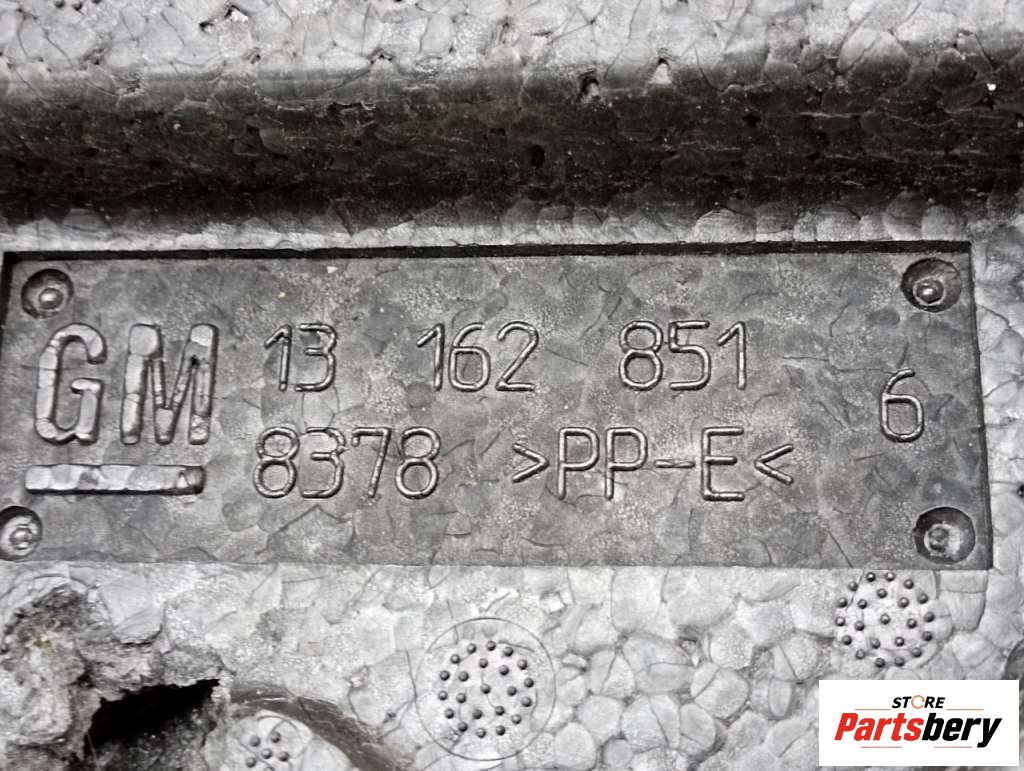 GM 13 162 851
8378 >PP-E< 6
STORE
Partsbery